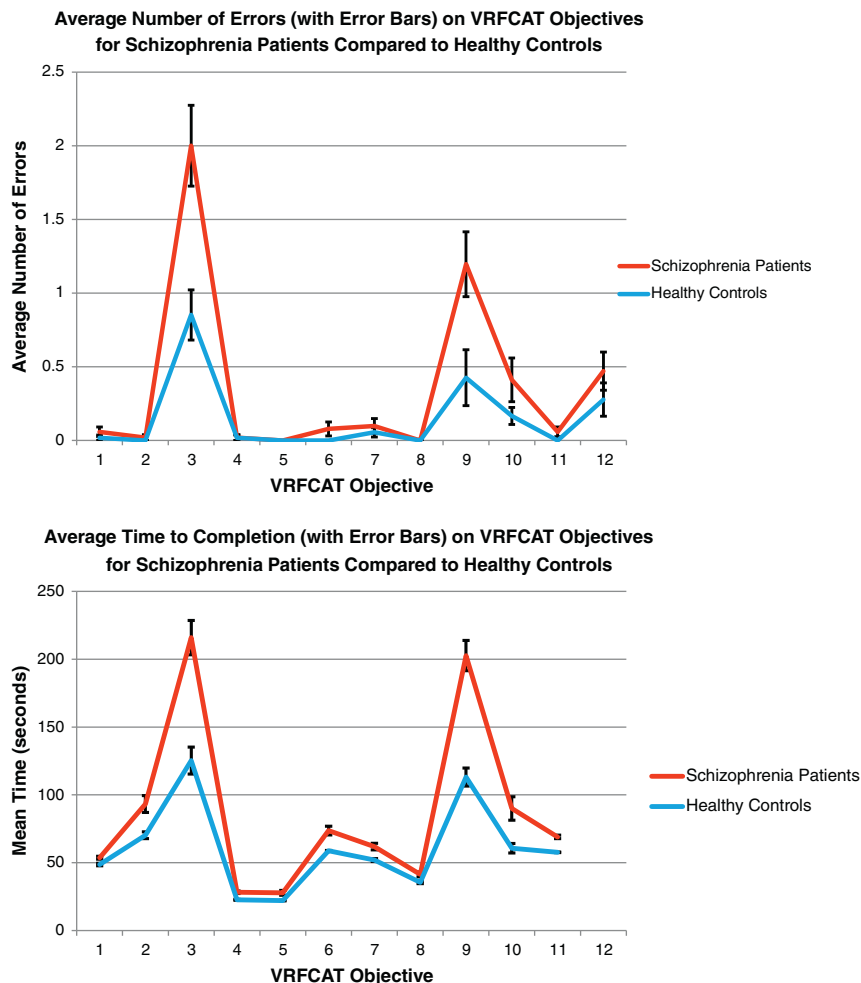 Average Number of Errors (with Error Bars) on VRFCAT Objectives
for Schizophrenia Patients Compared to Healthy Controls
2.5
2
1.5
1
0.5
0
Average Number of Errors
1 2 3 4 5 6 7 8 9 10 11 12
VRFCAT Objective
Schizophrenia Patients
Healthy Controls
Average Time to Completion (with Error Bars) on VRFCAT Objectives
for Schizophrenia Patients Compared to Healthy Controls
250
200
150
100
50
0
Mean Time (seconds)
1 2 3 4 5 6 7 8 9 10 11 12
VRFCAT Objective
Schizophrenia Patients
Healthy Controls